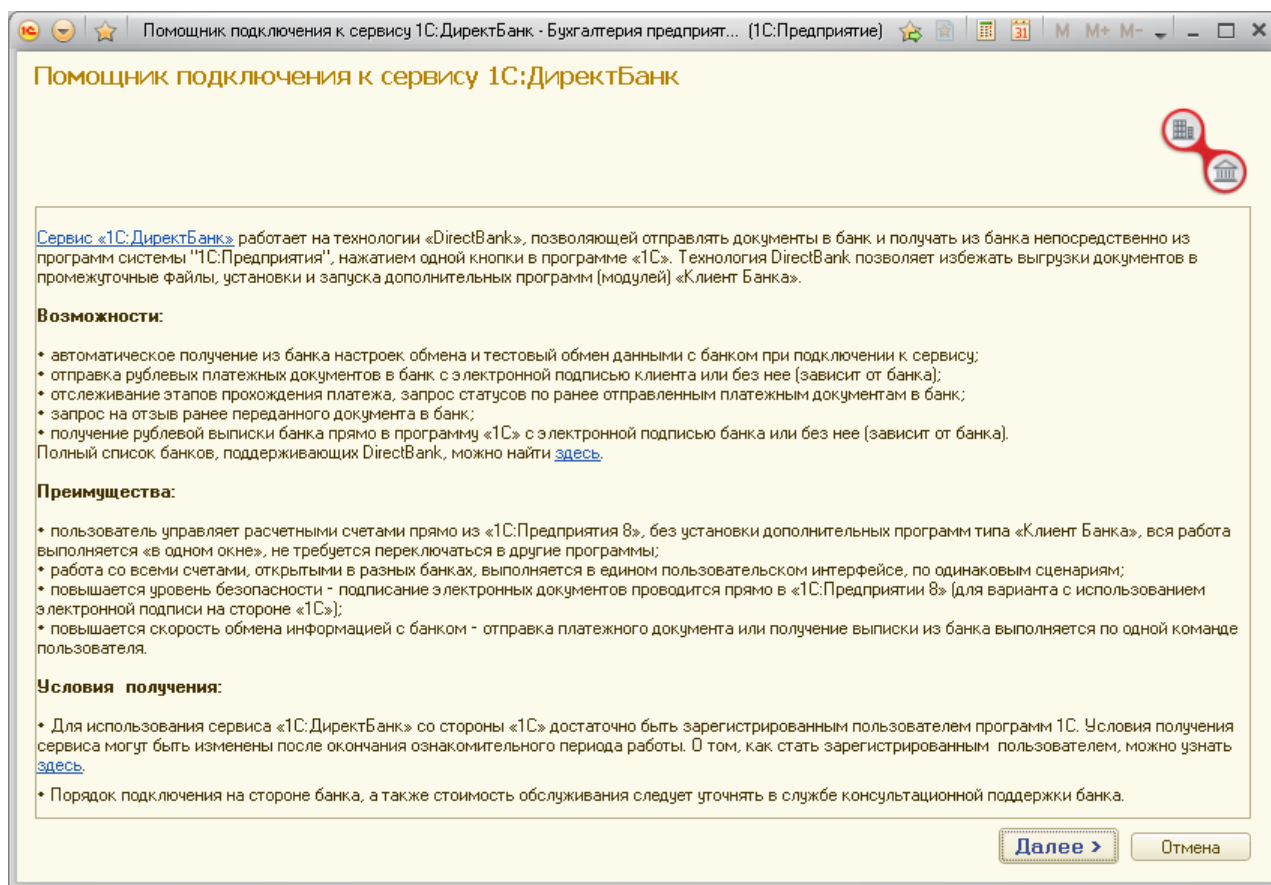 Помощник подключения к сервису 1С:ДиректБанк - Бухгалтерия предприят... (1С:Предприятие) 31 M M+ M-
Помощник подключения к сервису 1С:ДиректБанк
Сервис «1С:ДиректБанк» работает на технологии «DirectBank», позволяющей отправлять документы в банк и получать из банка непосредственно из
программ системы "1С:Предприятия", нажатием одной кнопки в программе «1С». Технология DirectBank позволяет избежать выгрузки документов в
промежуточные файлы, установки и запуска дополнительных программ (модулей) «Клиент Банка».
Возможности:
• автоматическое получение из банка настроек обмена и тестовый обмен данными с банком при подключении к сервису;
• отправка рублевых платежных документов в банк с электронной подписью клиента или без нее (зависит от банка);
• отслеживание этапов прохождения платежа, запрос статусов по ранее отправленным платежным документам в банк;
• запрос на отзыв ранее переданного документа в банк;
• получение рублевой выписки банка прямо в программу «1С» с электронной подписью банка или без нее (зависит от банка).
Полный список банков, поддерживающих DirectBank, можно найти здесь.
Преимущества:
• пользователь управляет расчетными счетами прямо из «1С:Предприятия 8», без установки дополнительных программ типа «Клиент Банка», вся работа
выполняется «в одном окне», не требуется переключаться в другие программы;
• работа со всеми счетами, открытыми в разных банках, выполняется в едином пользовательском интерфейсе, по одинаковым сценариям;
• повышается уровень безопасности - подписание электронных документов проводится прямо в «1С:Предприятии 8» (для варианта с использованием
электронной подписи на стороне «1С»);
• повышается скорость обмена информацией с банком - отправка платежного документа или получение выписки из банка выполняется по одной команде
пользователя.
Условия получения:
• Для использования сервиса «1С:ДиректБанк» со стороны «1С» достаточно быть зарегистрированным пользователем программ 1С. Условия получения
сервиса могут быть изменены после окончания ознакомительного периода работы. О том, как стать зарегистрированным пользователем, можно узнать
здесь.
• Порядок подключения на стороне банка, а также стоимость обслуживания следует уточнять в службе консультационной поддержки банка.
Далее > Отмена